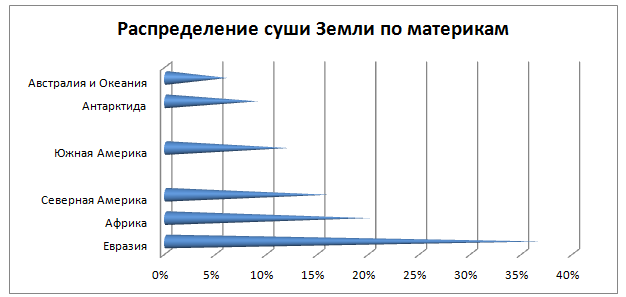 Распределение суши Земли по материкам
Австралия и Океания
Антарктида
Южная Америка
Северная Америка
Африка
Евразия
0% 5% 10% 15% 20% 25% 30% 35% 40%